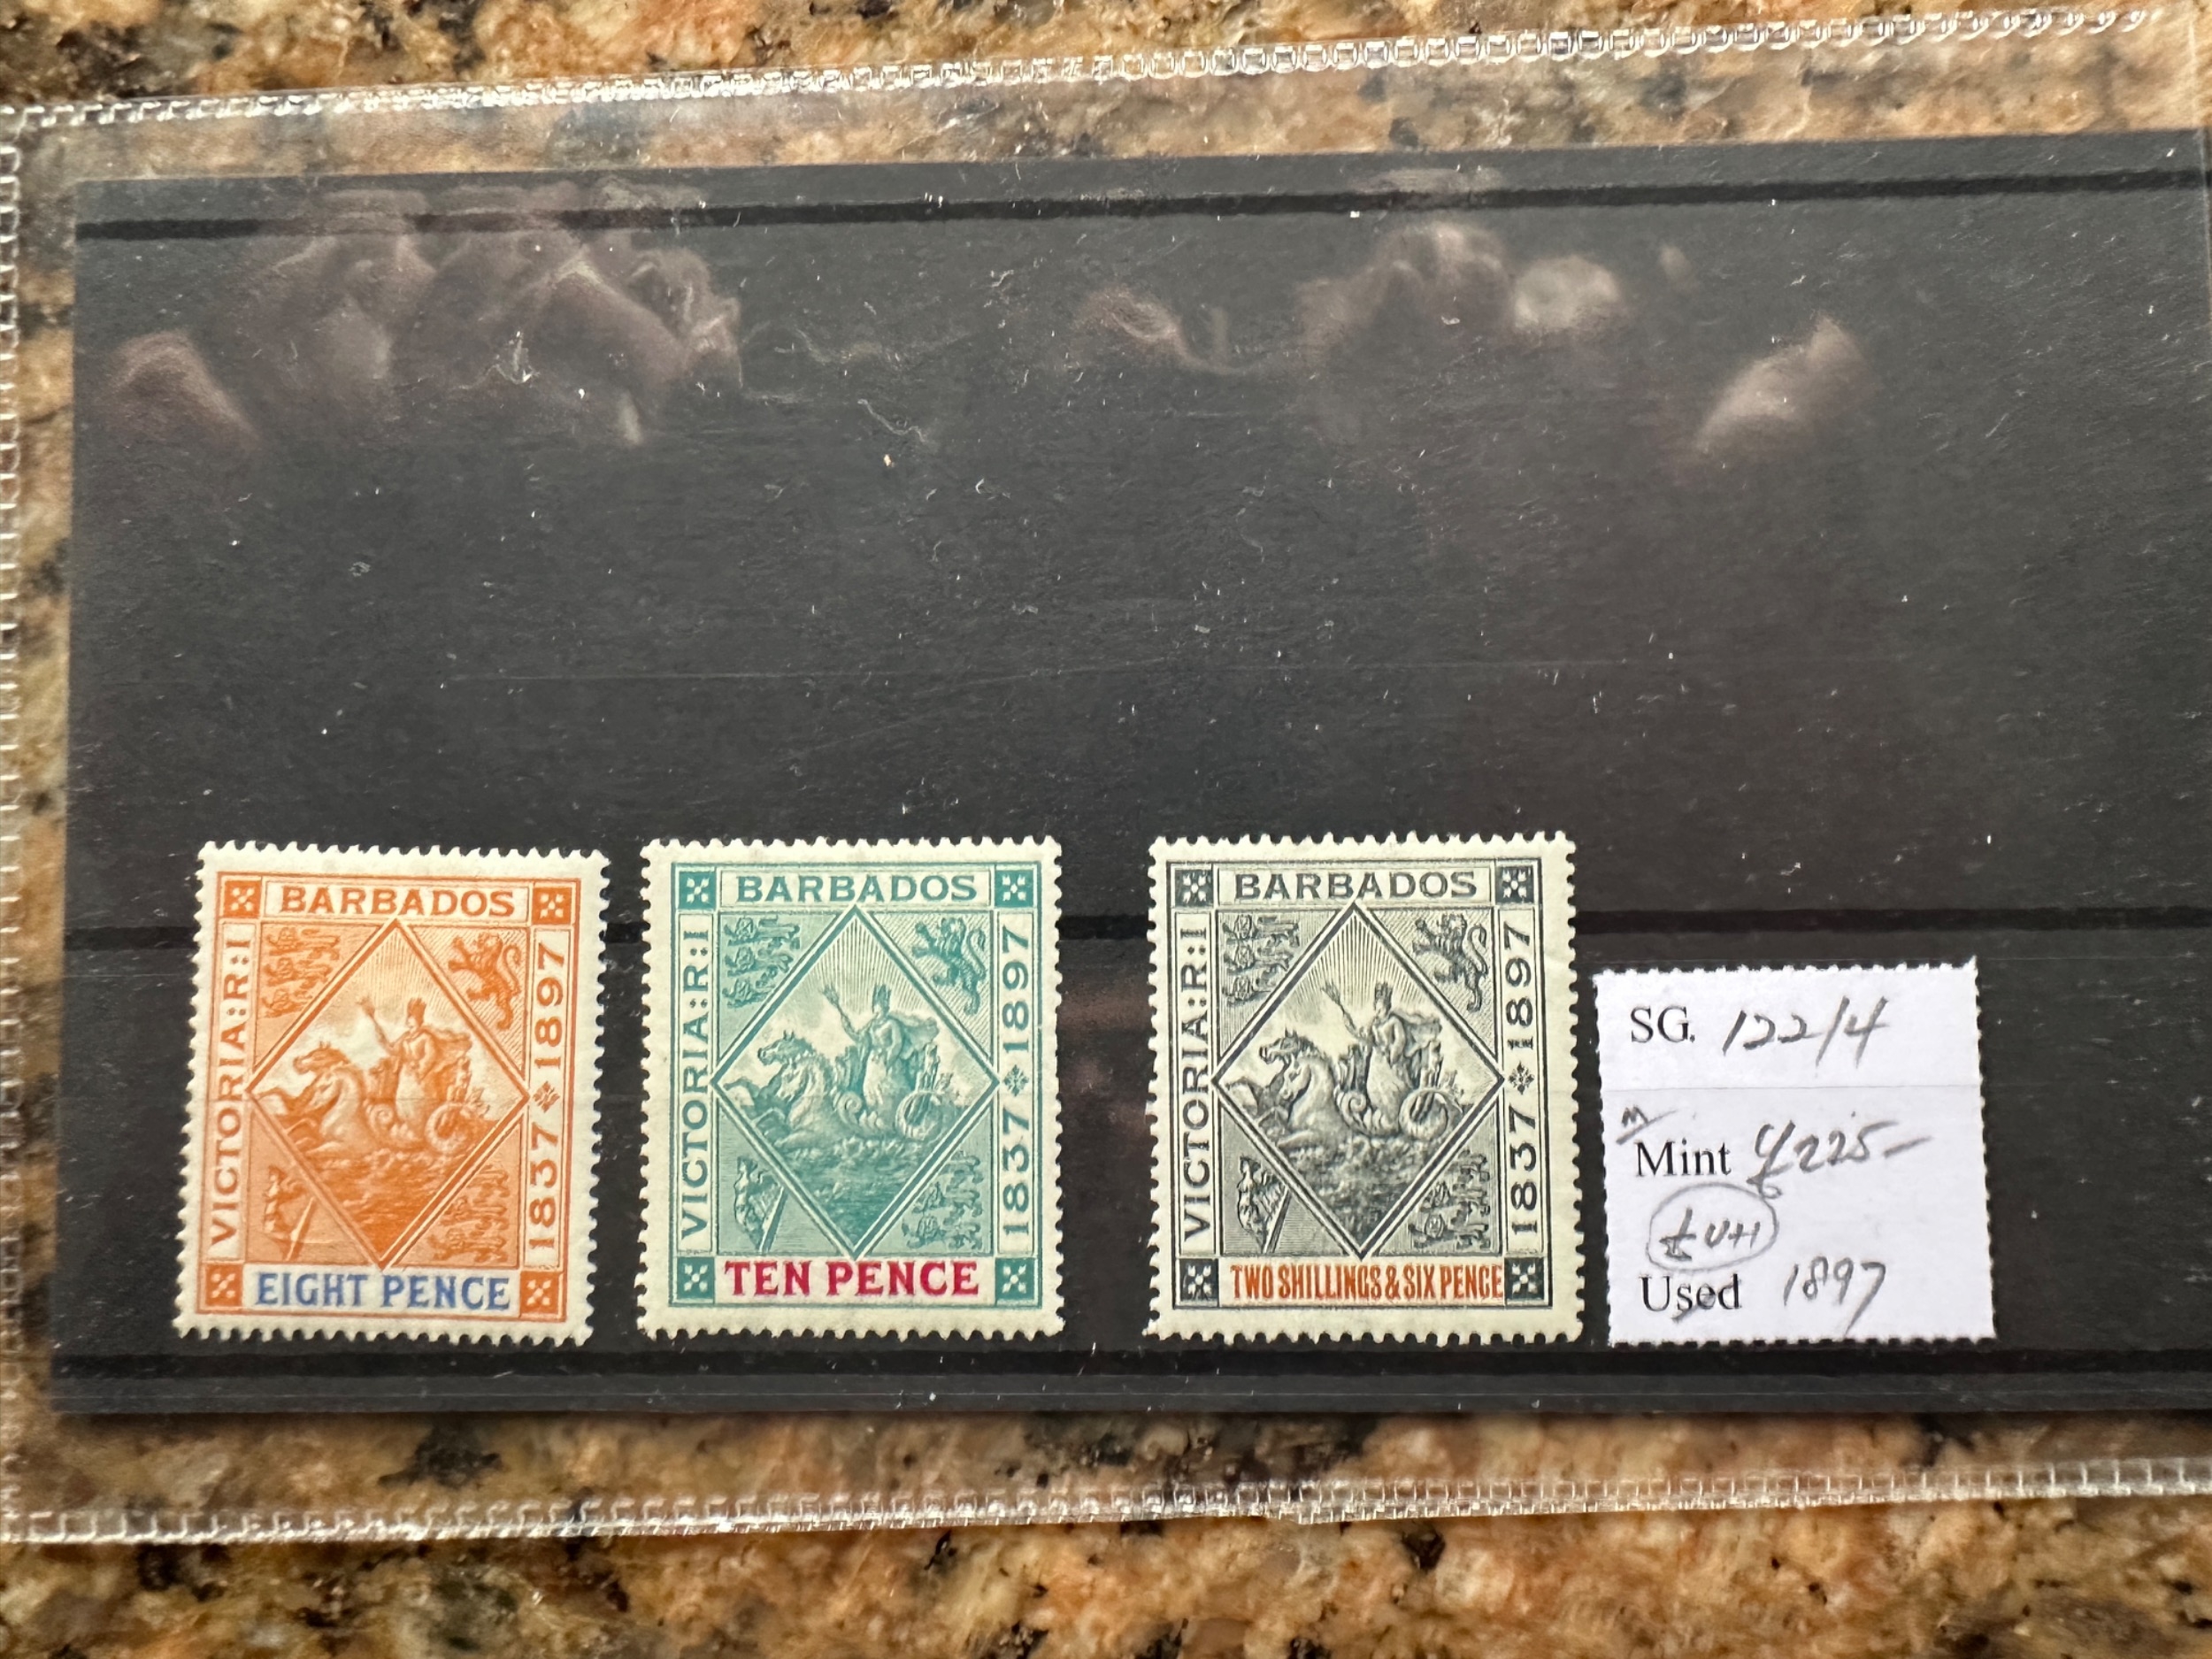 BARBADOS
VICTORIA:R:I
1837 1897
EIGHT PENCE
BARBADOS
VICTORIA:R:I
1837 1897
TEN PENCE
BARBADOS
VICTORIA:R:I
1837 1897
TWO SHILLINGS & SIX PENCE
SG. 122/4
M
Mint £225-
Used 1897